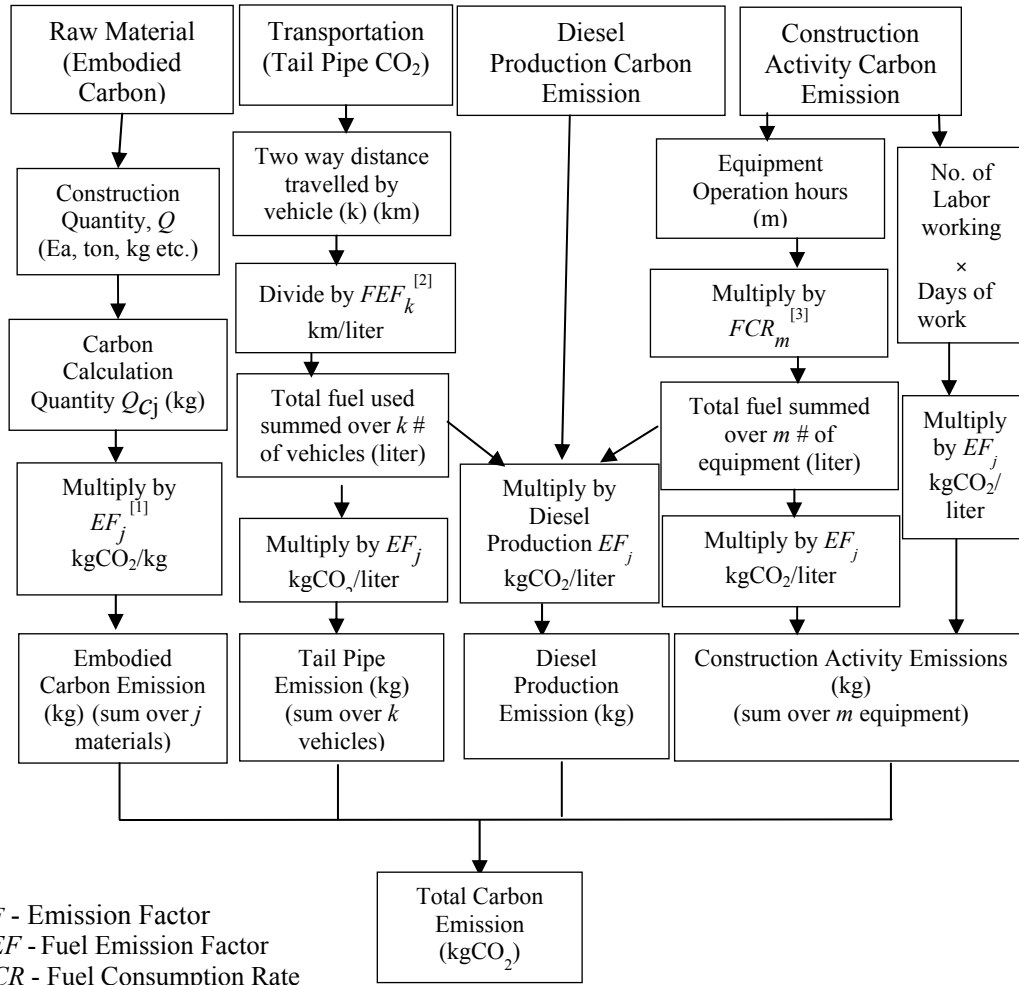 Raw Material
(Embodied
Carbon)
Transportation
(Tail Pipe CO₂)
Diesel
Production Carbon
Emission
Construction
Activity Carbon
Emission
Construction
Quantity, Q
(Ea, ton, kg etc.)
Two way distance
travelled by
vehicle (k) (km)
Equipment
Operation hours
(m)
No. of
Labor
working
×
Days of
work
Divide by FEFₖ[2]
km/liter
Multiply by
FCRₘ[3]
Carbon
Calculation
Quantity Qcj (kg)
Total fuel used
summed over k #
of vehicles (liter)
Total fuel summed
over m # of
equipment (liter)
Multiply
by EFⱼ
kgCO₂/
liter
Multiply by
EFⱼ[1]
kgCO₂/kg
Multiply by EFⱼ
kgCO₂/liter
Multiply by
Diesel
Production EFⱼ
kgCO₂/liter
Multiply by EFⱼ
kgCO₂/liter
Embodied
Carbon Emission
(kg) (sum over j
materials)
Tail Pipe
Emission (kg)
(sum over k
vehicles)
Diesel
Production
Emission (kg)
Construction Activity Emissions
(kg)
(sum over m equipment)
Total Carbon
Emission
(kgCO₂)
F - Emission Factor
EF - Fuel Emission Factor
CR - Fuel Consumption Rate